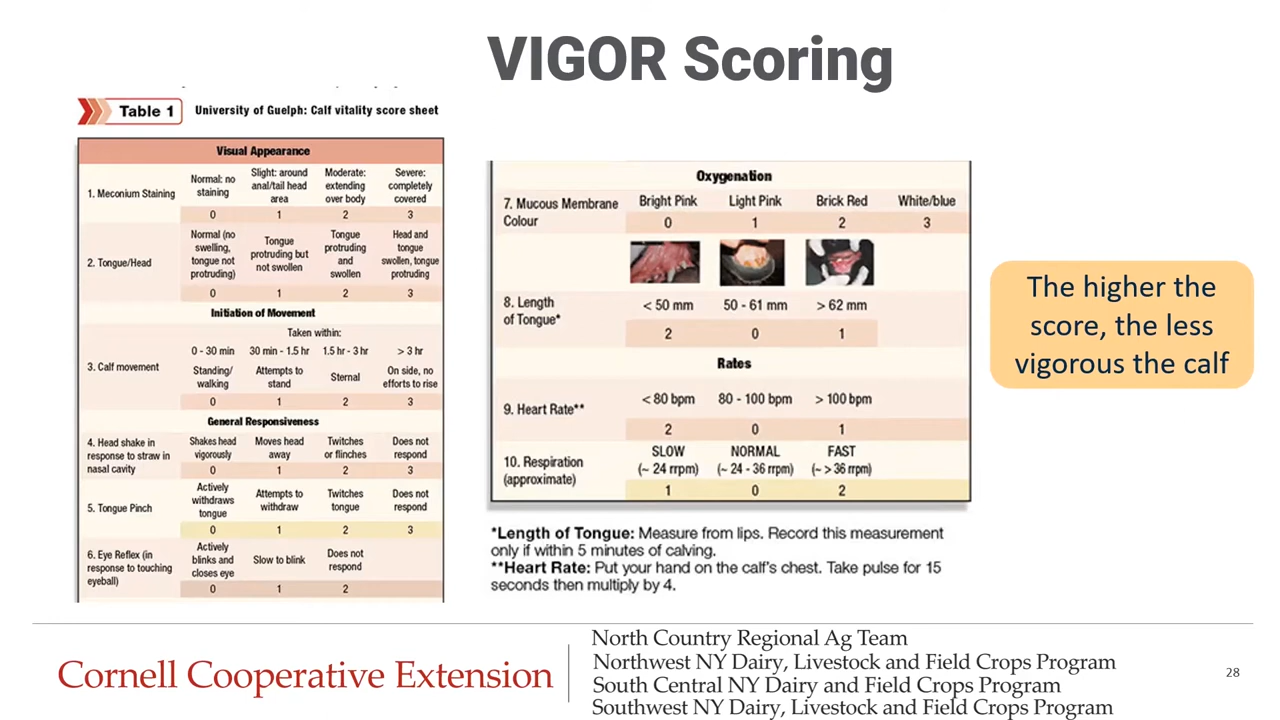 VIGOR Scoring
Table 1
University of Guelph: Calf vitality score sheet
Visual Appearance
1. Meconium Staining
Normal: no
staining
Slight: around
anal/tail head
area
Moderate:
extending
over body
Severe:
completely
covered
0 1 2 3
2. Tongue/Head
Normal (no
swelling,
tongue not
protruding)
Tongue
protruding but
not swollen
Tongue
protruding
and
swollen
Head and
tongue
swollen, tongue
protruding
0 1 2 3
Initiation of Movement
Taken within:
3. Calf movement
0 - 30 min 30 min - 1.5 hr 1.5 hr - 3 hr > 3 hr
Standing/
walking
Attempts to
stand
Sternal
On side, no
efforts to rise
0 1 2 3
General Responsiveness
4. Head shake in
response to straw in
nasal cavity
Shakes head
vigorously
Moves head
away
Twitches
or flinches
Does not
respond
0 1 2 3
5. Tongue Pinch
Actively
withdraws
tongue
Attempts to
withdraw
Twitches
tongue
Does not
respond
0 1 2 3
6. Eye Reflex (in
response to touching
eyeball)
Actively
blinks and
closes eye
Slow to blink
Does not
respond
0 1 2
Oxygenation
7. Mucous Membrane
Colour
Bright Pink Light Pink Brick Red White/blue
0 1 2 3
8. Length
of Tongue*
< 50 mm 50 - 61 mm > 62 mm
2 0 1
Rates
9. Heart Rate**
< 80 bpm 80 - 100 bpm > 100 bpm
2 0 1
10. Respiration
(approximate)
SLOW
(~ 24 rrpm)
NORMAL
(~ 24 - 36 rrpm)
FAST
(~ > 36 rrpm)
1 0 2
*Length of Tongue: Measure from lips. Record this measurement
only if within 5 minutes of calving.
**Heart Rate: Put your hand on the calf's chest. Take pulse for 15
seconds then multiply by 4.
The higher the
score, the less
vigorous the calf
Cornell Cooperative Extension
North Country Regional Ag Team
Northwest NY Dairy, Livestock and Field Crops Program
South Central NY Dairy and Field Crops Program
Southwest NY Dairy, Livestock and Field Crops Program
28